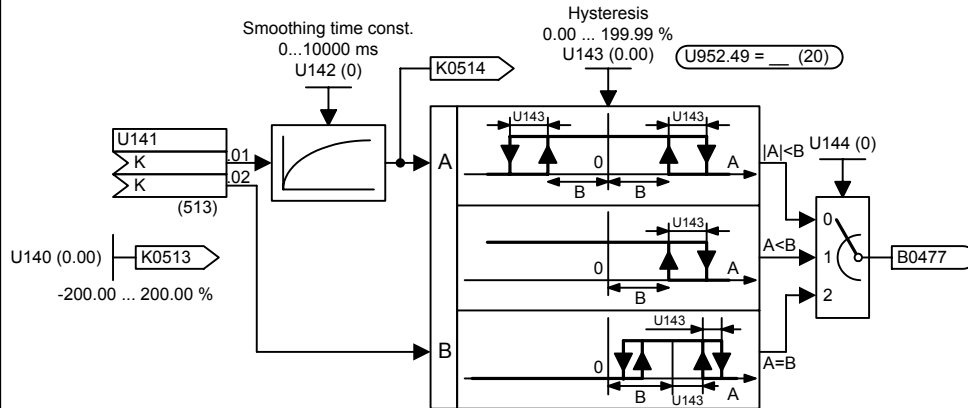 Smoothing time const.
0...10000 ms
U142 (0)
Hysteresis
0.00 ... 199.99 %
U143 (0.00)
U952.49 = __ (20)
K0514
U141
K
.01
K
.02
(513)
U140 (0.00)
K0513
-200.00 ... 200.00 %
A
B
U143
U143
0
A
B
B
|A|<B
U143
0
A
B
A<B
U143
0
B
U143
A
A=B
U144 (0)
0
1
2
B0477